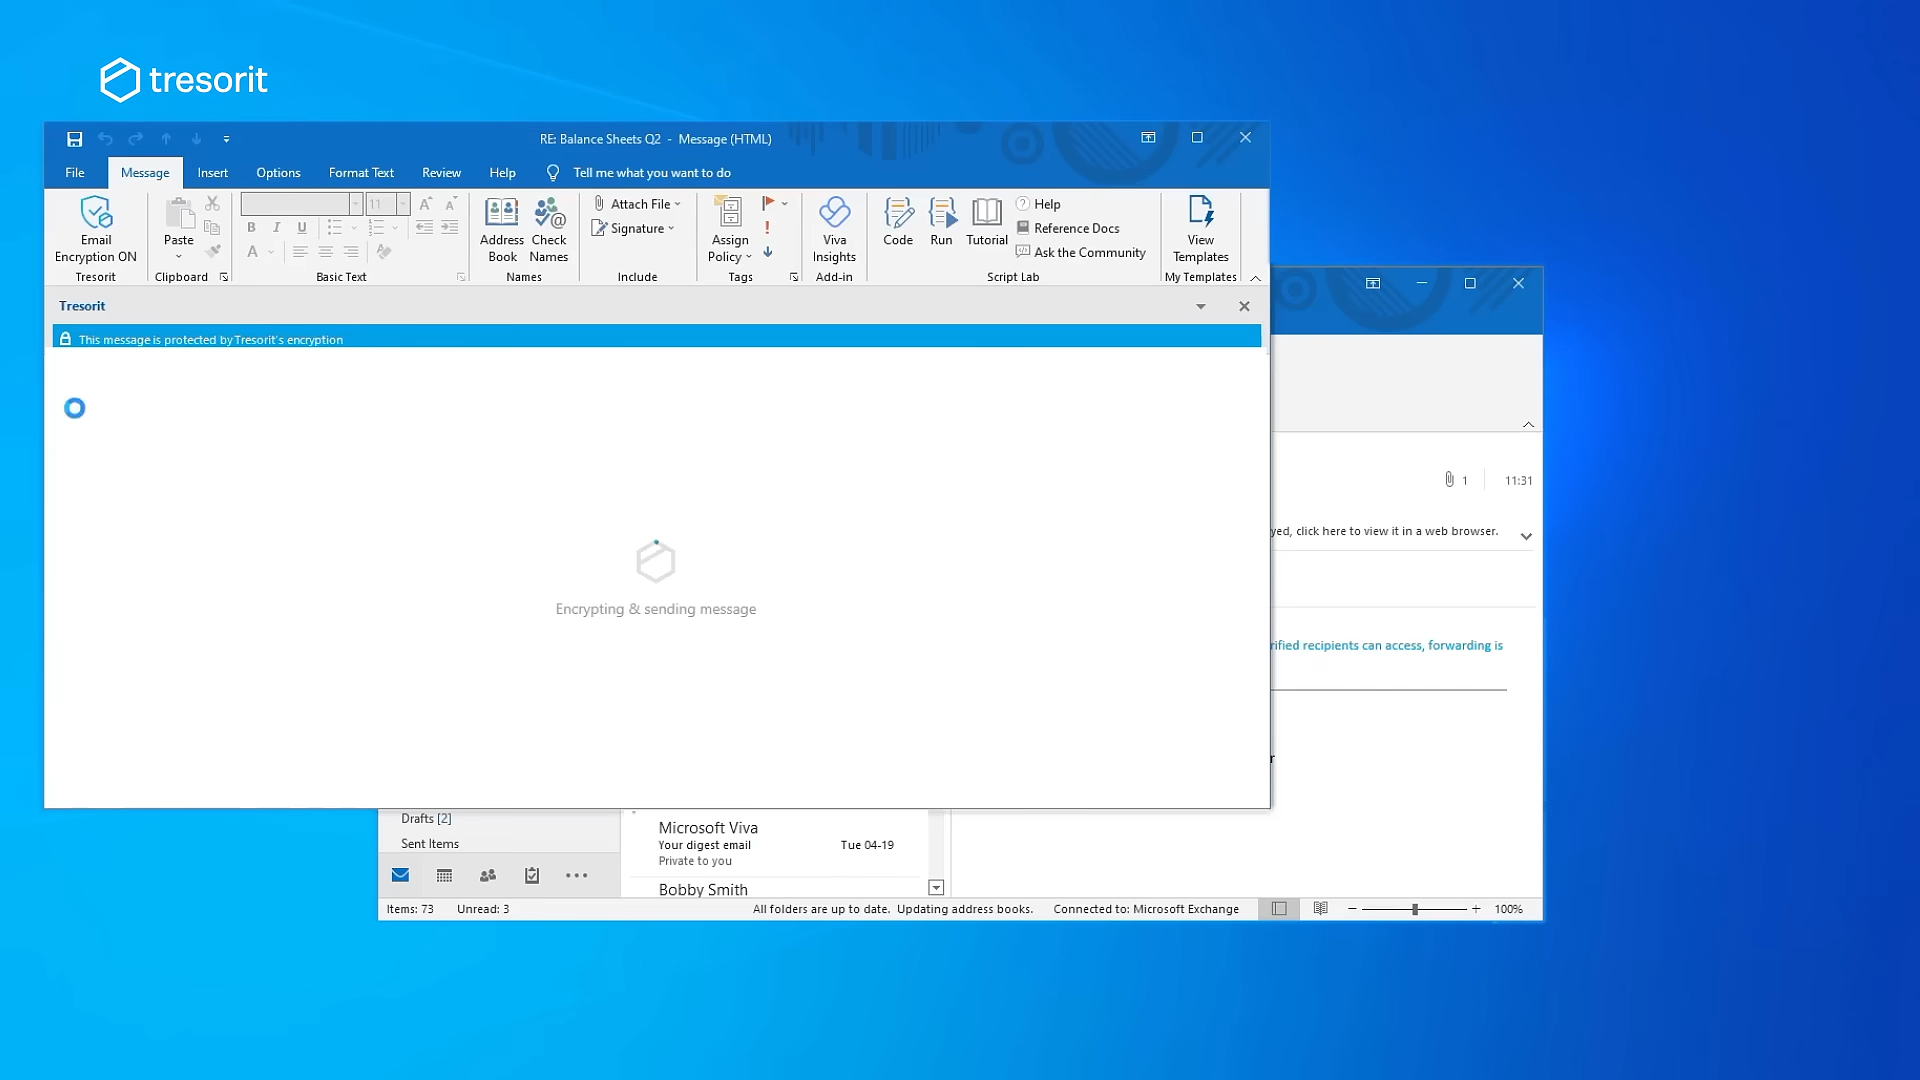 tresorit
RE: Balance Sheets Q2 - Message (HTML)
File Message Insert Options Format Text Review Help Tell me what you want to do
Email Encryption ON
Tresorit
Paste
Clipboard
11
B I U
A
Basic Text
Address Book
Check Names
Names
Attach File
Signature
Include
Assign Policy
Tags
Viva Insights
Add-in
Code
Run
Tutorial
Help
Reference Docs
Ask the Community
Script Lab
View Templates
My Templates
Tresorit
This message is protected by Tresorit's encryption
Encrypting & sending message
1 11:31
yed, click here to view it in a web browser.
rified recipients can access, forwarding is
r
Drafts [2]
Sent Items
Microsoft Viva
Your digest email Tue 04-19
Private to you
Bobby Smith
Items: 73 Unread: 3 All folders are up to date. Updating address books. Connected to: Microsoft Exchange 100%